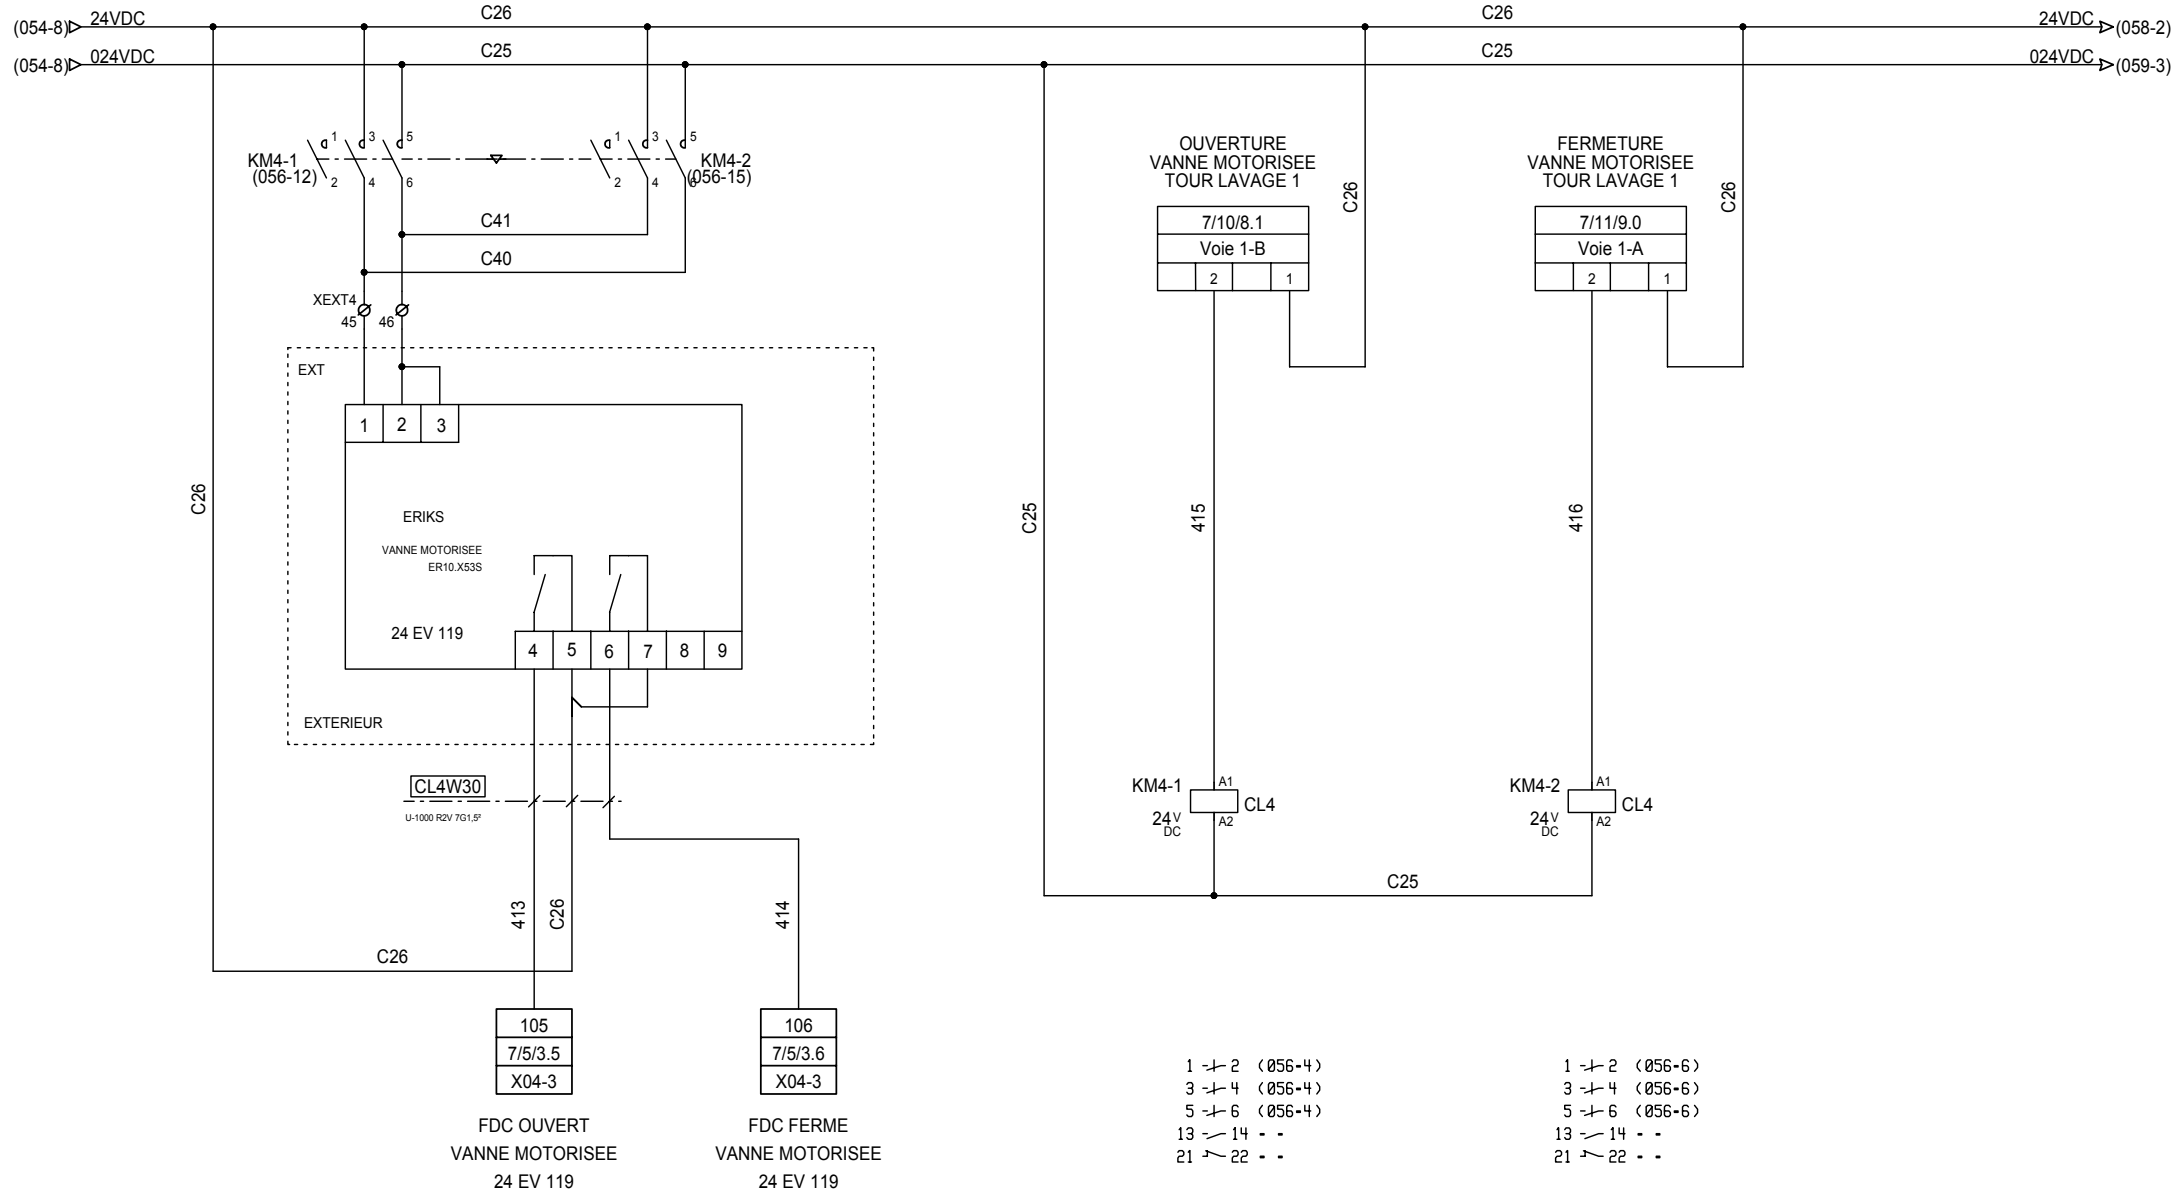 (054-8) 24VDC C26 C26 24VDC (058-2)
(054-8) 024VDC C25 C25 024VDC (059-3)
1 3 5 1 3 5
KM4-1 KM4-2
(056-12) (056-15)
2 4 6 2 4 6
C41
C40
XEXT4
45 46
EXT
1 2 3
C26
ERIKS
VANNE MOTORISEE
ER10.X53S
24 EV 119
4 5 6 7 8 9
EXTERIEUR
CL4W30
U-1000 R2V 7G1,5²
413
C26
414
C26
105
7/5/3.5
X04-3
FDC OUVERT
VANNE MOTORISEE
24 EV 119
106
7/5/3.6
X04-3
FDC FERME
VANNE MOTORISEE
24 EV 119
OUVERTURE
VANNE MOTORISEE
TOUR LAVAGE 1
7/10/8.1
Voie 1-B
2 1
C26
C25
415
KM4-1 A1
CL4
24V
DC
A2
FERMETURE
VANNE MOTORISEE
TOUR LAVAGE 1
7/11/9.0
Voie 1-A
2 1
C26
416
KM4-2 A1
CL4
24V
DC
A2
C25
1 2 (056-4)
3 4 (056-4)
5 6 (056-4)
13 14 - -
21 22 - -
1 2 (056-6)
3 4 (056-6)
5 6 (056-6)
13 14 - -
21 22 - -